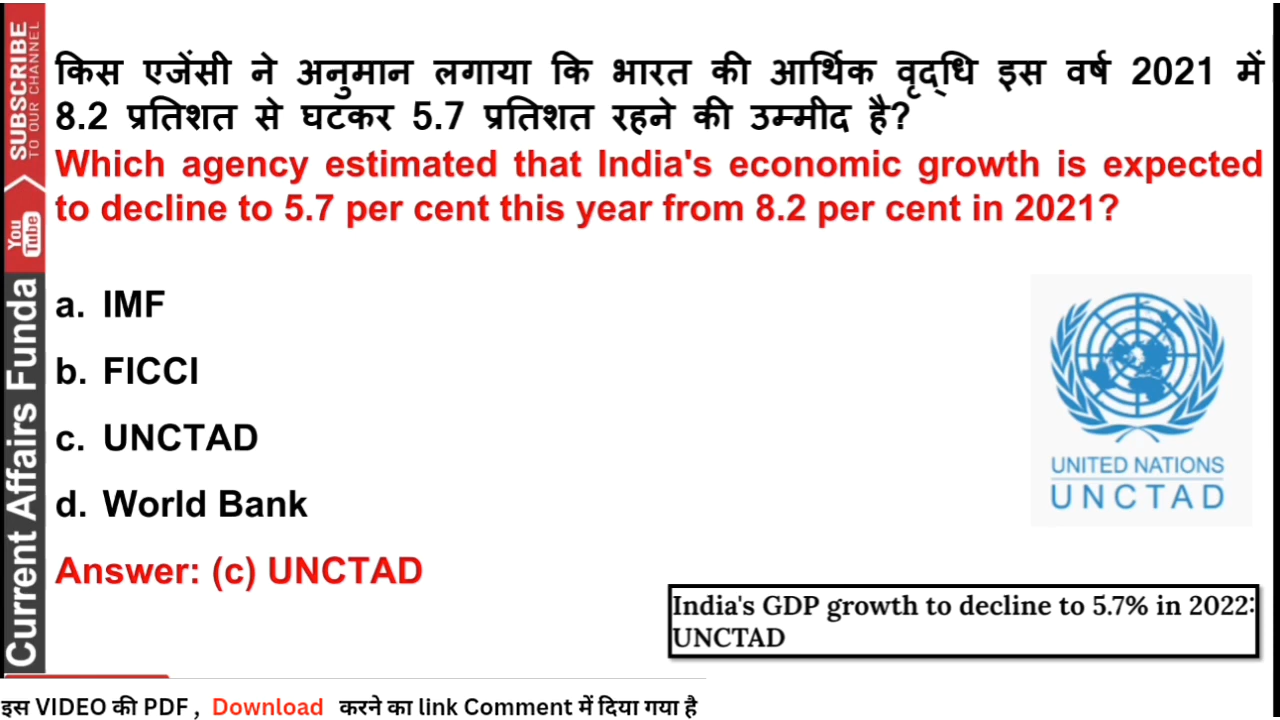 SUBSCRIBE
TO OUR CHANNEL
You
Tube
Current Affairs Funda
किस एजेंसी ने अनुमान लगाया कि भारत की आर्थिक वृद्धि इस वर्ष 2021 में
8.2 प्रतिशत से घटकर 5.7 प्रतिशत रहने की उम्मीद है?
Which agency estimated that India's economic growth is expected
to decline to 5.7 per cent this year from 8.2 per cent in 2021?
a. IMF
b. FICCI
c. UNCTAD
d. World Bank
Answer: (c) UNCTAD
UNITED NATIONS
UNCTAD
India's GDP growth to decline to 5.7% in 2022:
UNCTAD
इस VIDEO की PDF , Download करने का link Comment में दिया गया है